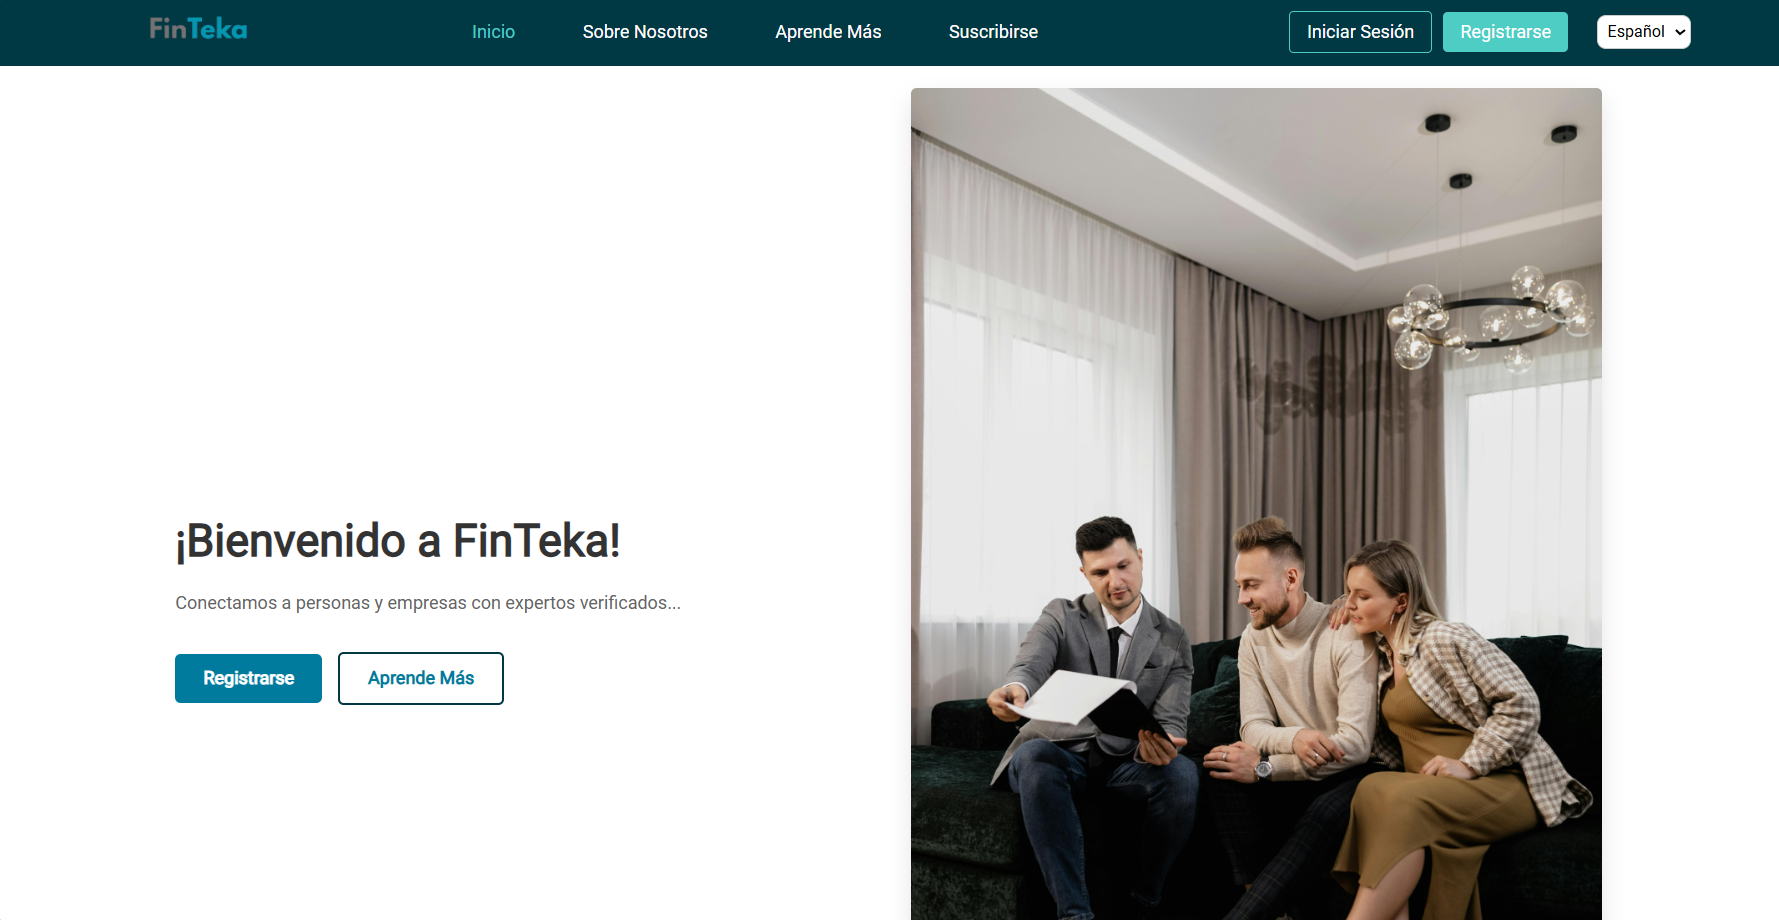 FinTeka
Inicio
Sobre Nosotros
Aprende Más
Suscribirse
Iniciar Sesión
Registrarse
Español
¡Bienvenido a FinTeka!
Conectamos a personas y empresas con expertos verificados...
Registrarse
Aprende Más